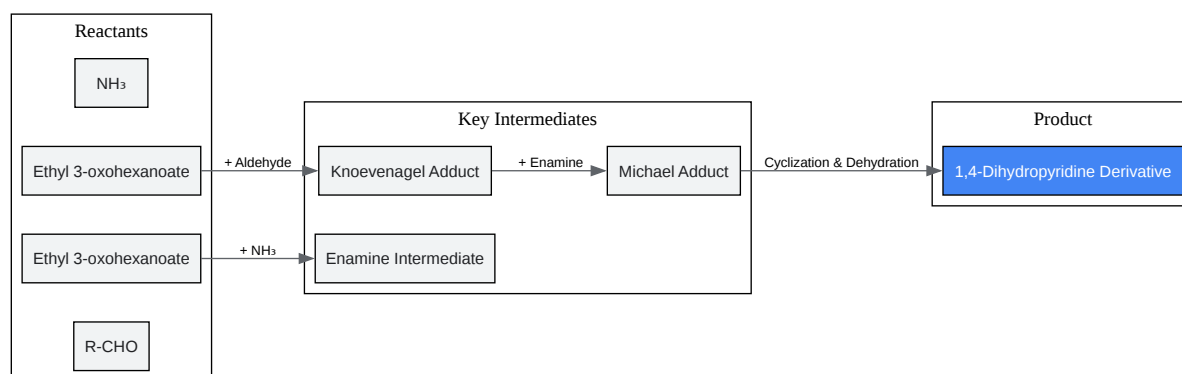 Reactants
NH₃
Ethyl 3-oxohexanoate
Ethyl 3-oxohexanoate
R-CHO
+ Aldehyde
+ NH₃
Key Intermediates
Knoevenagel Adduct
+ Enamine
Michael Adduct
Enamine Intermediate
Cyclization & Dehydration
Product
1,4-Dihydropyridine Derivative